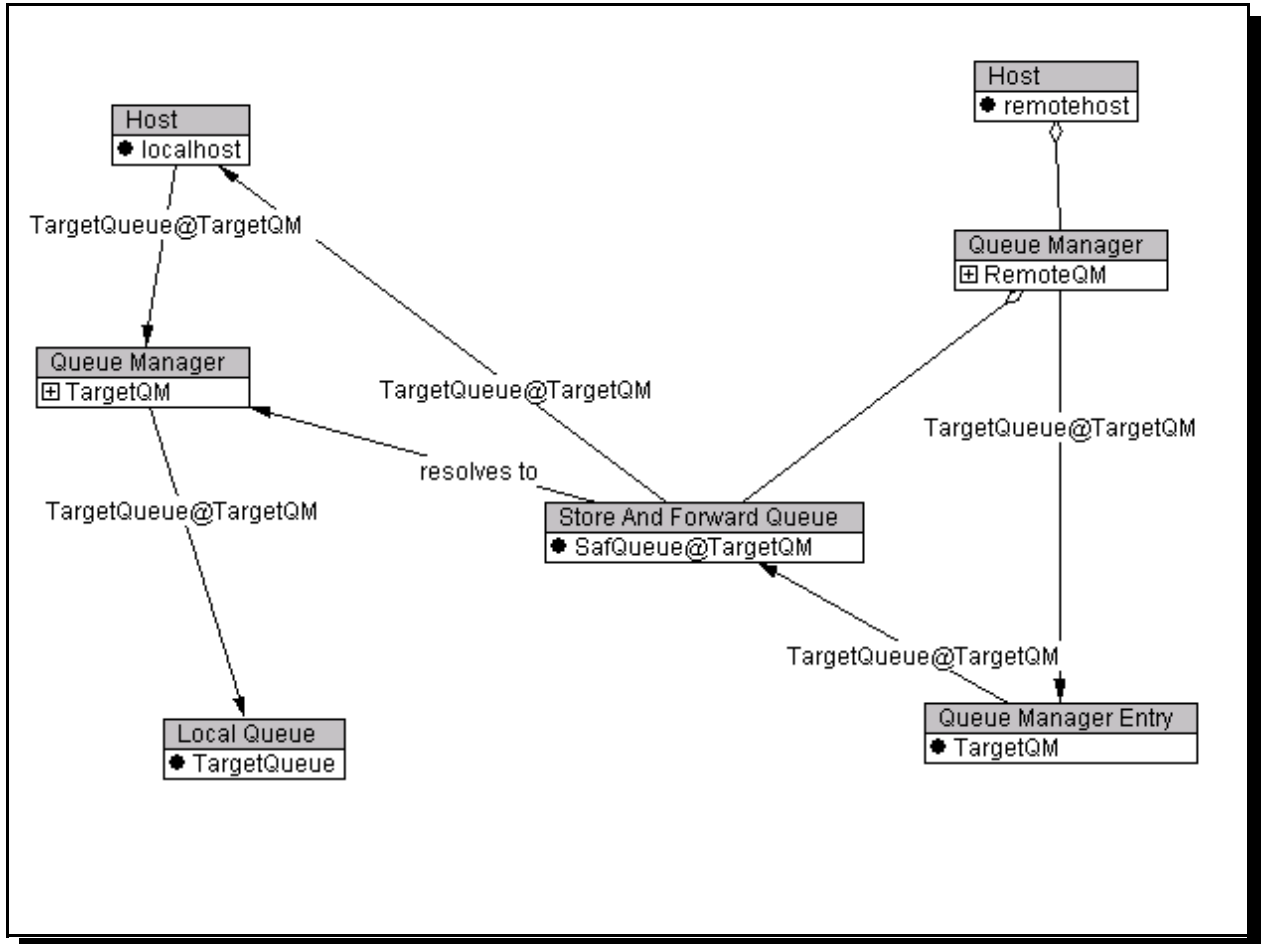 Host
remotehost
Host
localhost
TargetQueue@TargetQM
Queue Manager
RemoteQM
Queue Manager
TargetQM
TargetQueue@TargetQM
TargetQueue@TargetQM
resolves to
TargetQueue@TargetQM
Store And Forward Queue
SafQueue@TargetQM
TargetQueue@TargetQM
Queue Manager Entry
TargetQM
Local Queue
TargetQueue